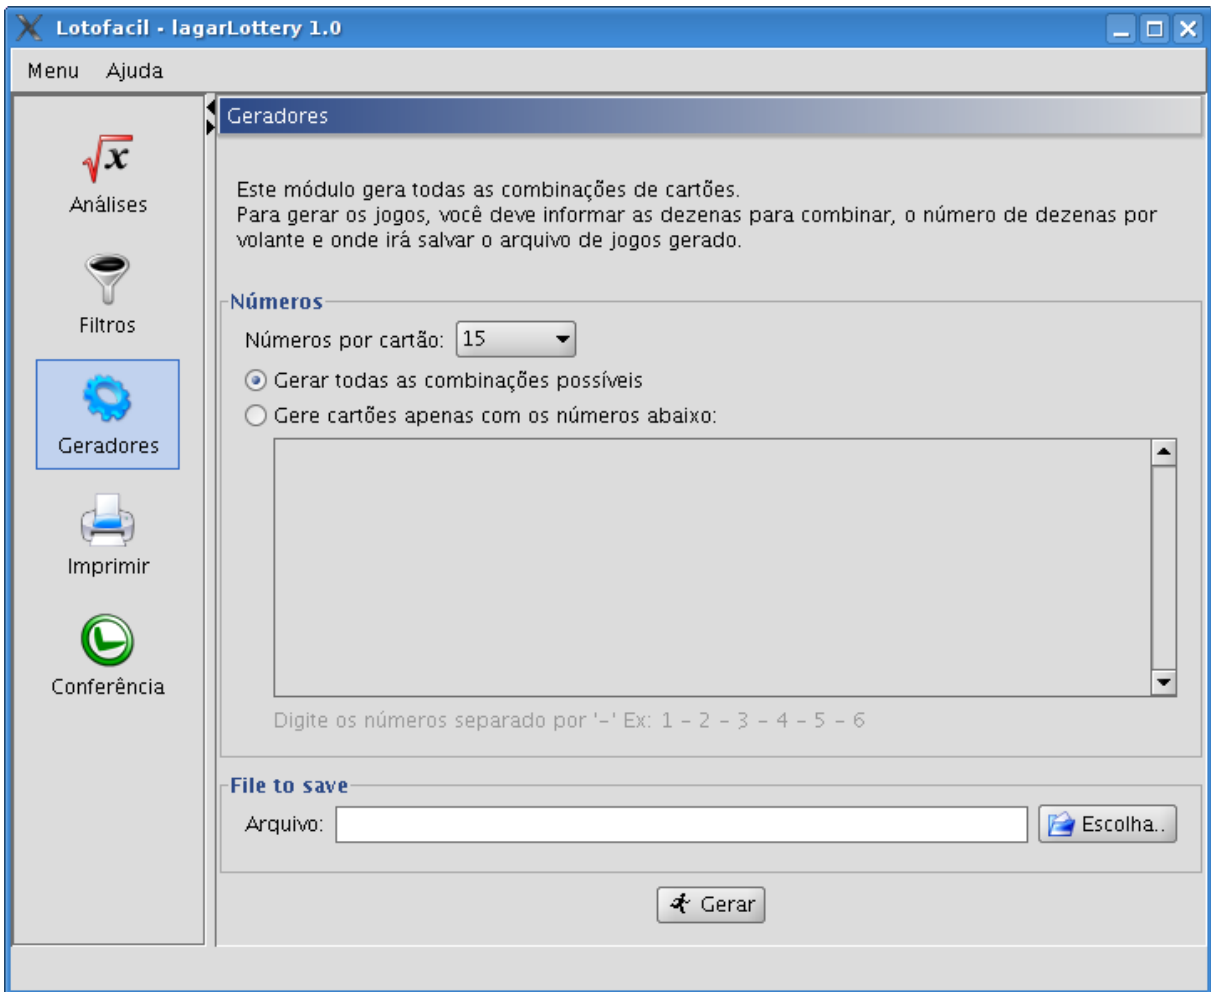 Lotofacil - lagarLottery 1.0
Menu Ajuda
Análises
Filtros
Geradores
Imprimir
Conferência
Geradores
Este módulo gera todas as combinações de cartões.
Para gerar os jogos, você deve informar as dezenas para combinar, o número de dezenas por
volante e onde irá salvar o arquivo de jogos gerado.
Números
Números por cartão: 15
Gerar todas as combinações possíveis
Gere cartões apenas com os números abaixo:
Digite os números separado por '-' Ex: 1 - 2 - 3 - 4 - 5 - 6
File to save
Arquivo: Escolha..
Gerar